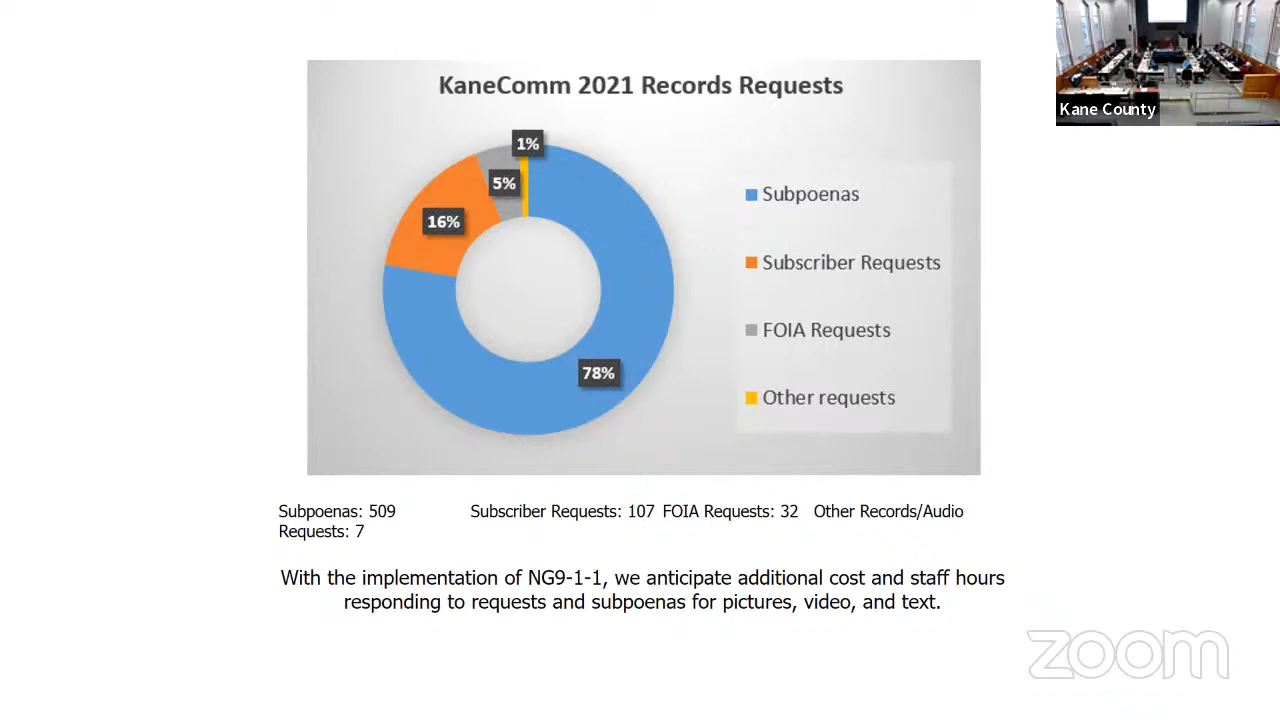 KaneComm 2021 Records Requests
1%
5%
16%
78%
Subpoenas
Subscriber Requests
FOIA Requests
Other requests
Kane County
Subpoenas: 509 Subscriber Requests: 107 FOIA Requests: 32 Other Records/Audio
Requests: 7
With the implementation of NG9-1-1, we anticipate additional cost and staff hours
responding to requests and subpoenas for pictures, video, and text.
zoom